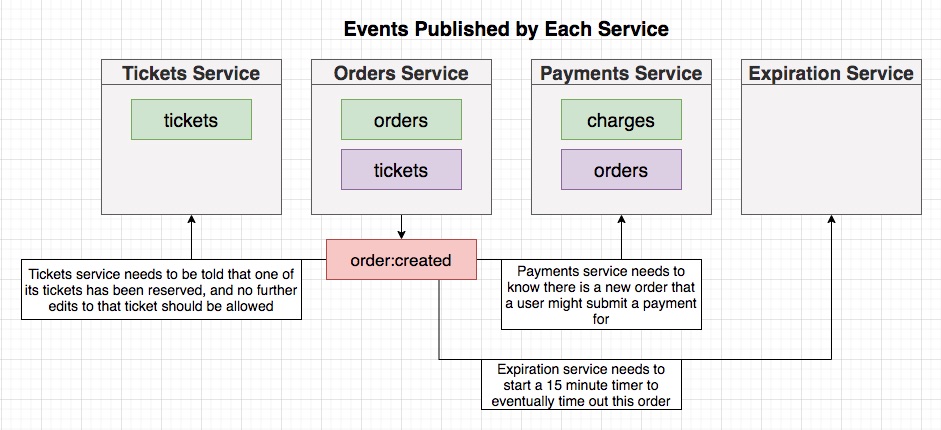 Events Published by Each Service
Tickets Service
Orders Service
Payments Service
Expiration Service
tickets
orders
charges
tickets
orders
order:created
Tickets service needs to be told that one of
its tickets has been reserved, and no further
edits to that ticket should be allowed
Payments service needs to
know there is a new order that
a user might submit a payment
for
Expiration service needs to
start a 15 minute timer to
eventually time out this order